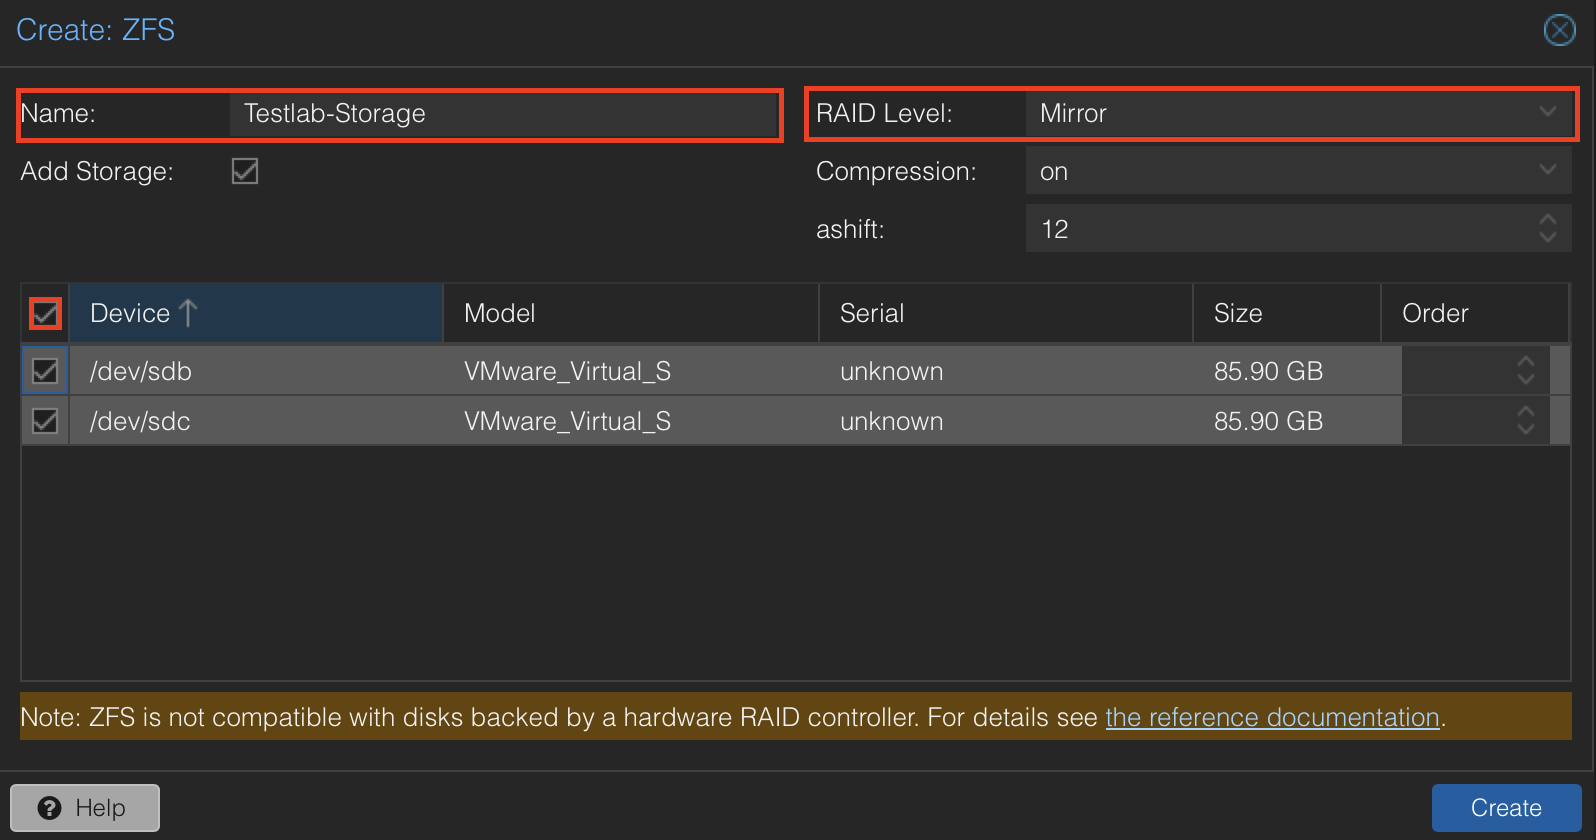 Create: ZFS
Name: Testlab-Storage RAID Level: Mirror
Add Storage: Compression: on
ashift: 12
Device Model Serial Size Order
/dev/sdb VMware_Virtual_S unknown 85.90 GB
/dev/sdc VMware_Virtual_S unknown 85.90 GB
Note: ZFS is not compatible with disks backed by a hardware RAID controller. For details see the reference documentation.
Help Create